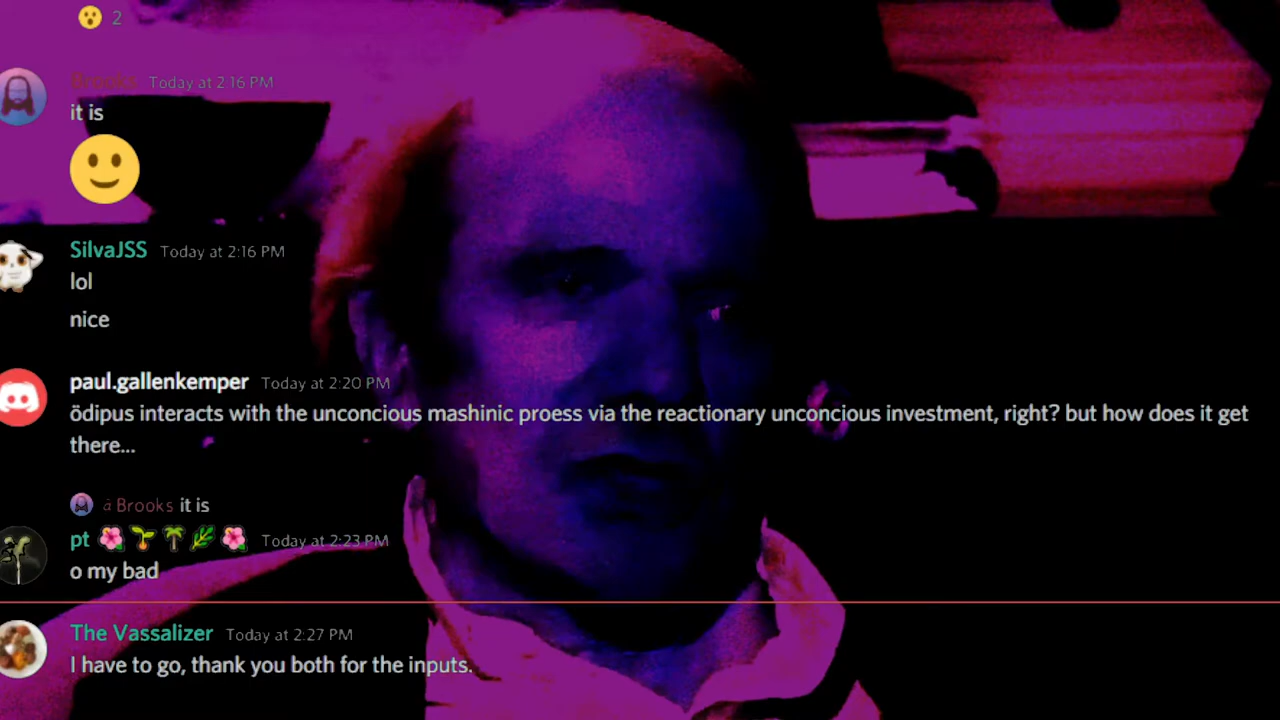 2
Brooks Today at 2:16 PM
it is
SilvaJSS Today at 2:16 PM
lol
nice
paul.gallenkemper Today at 2:20 PM
ödipus interacts with the unconcious mashinic proess via the reactionary unconcious investment, right? but how does it get
there...
Brooks it is
pt Today at 2:23 PM
o my bad
The Vassalizer Today at 2:27 PM
I have to go, thank you both for the inputs.